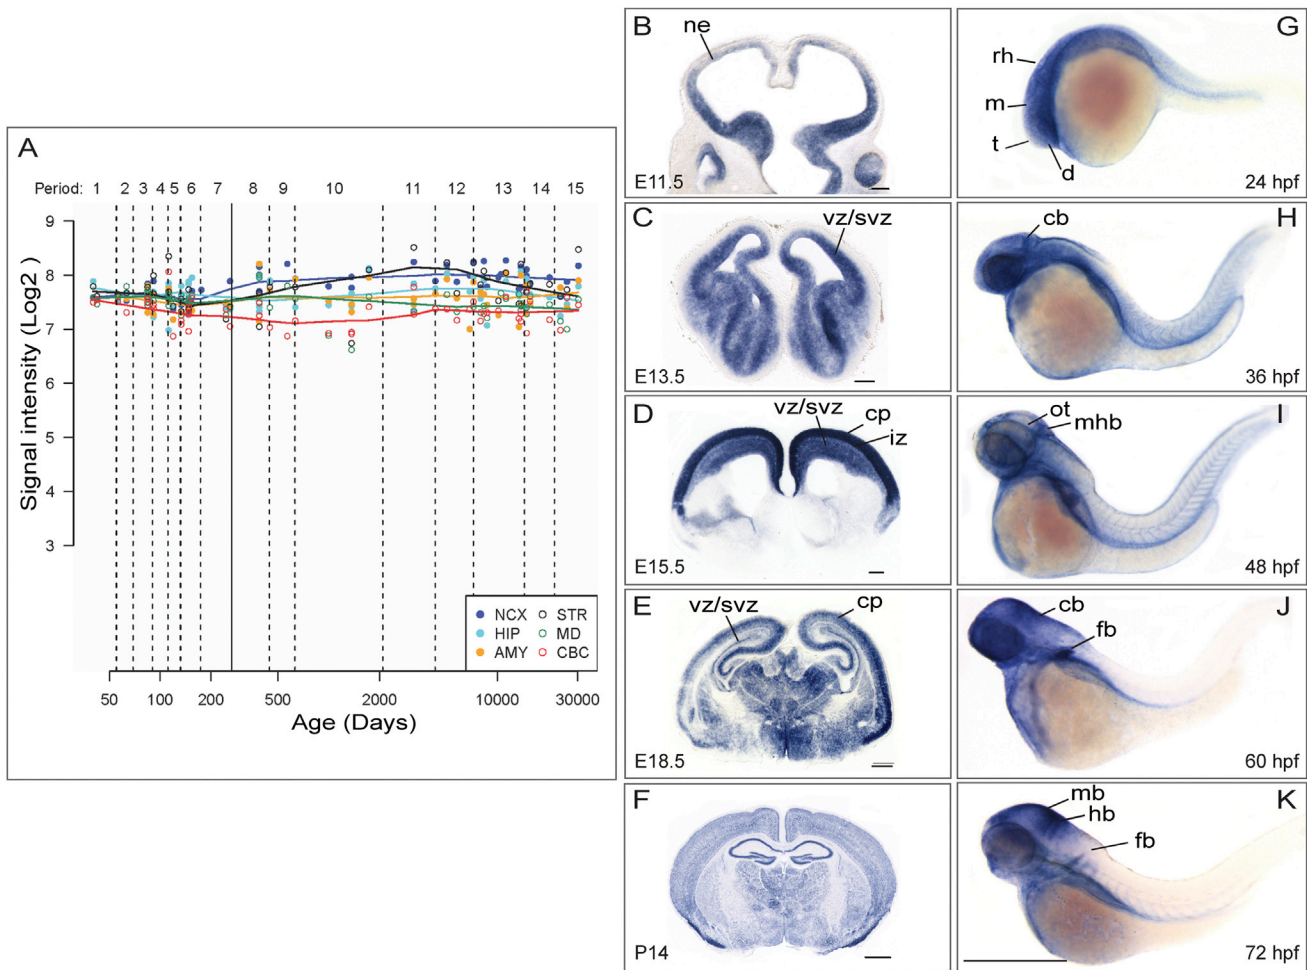 A
Period: 1 2 3 4 5 6 7 8 9 10 11 12 13 14 15
9
8
7
6
5
4
3
Signal intensity (Log2 )
NCX STR
HIP MD
AMY CBC
50 100 200 500 2000 10000 30000
Age (Days)
B
ne
E11.5
C
vz/svz
E13.5
D
vz/svz
cp
iz
E15.5
E
vz/svz
cp
E18.5
F
P14
G
rh
m
t
d
24 hpf
H
cb
36 hpf
I
ot
mhb
48 hpf
J
cb
fb
60 hpf
K
mb
hb
fb
72 hpf